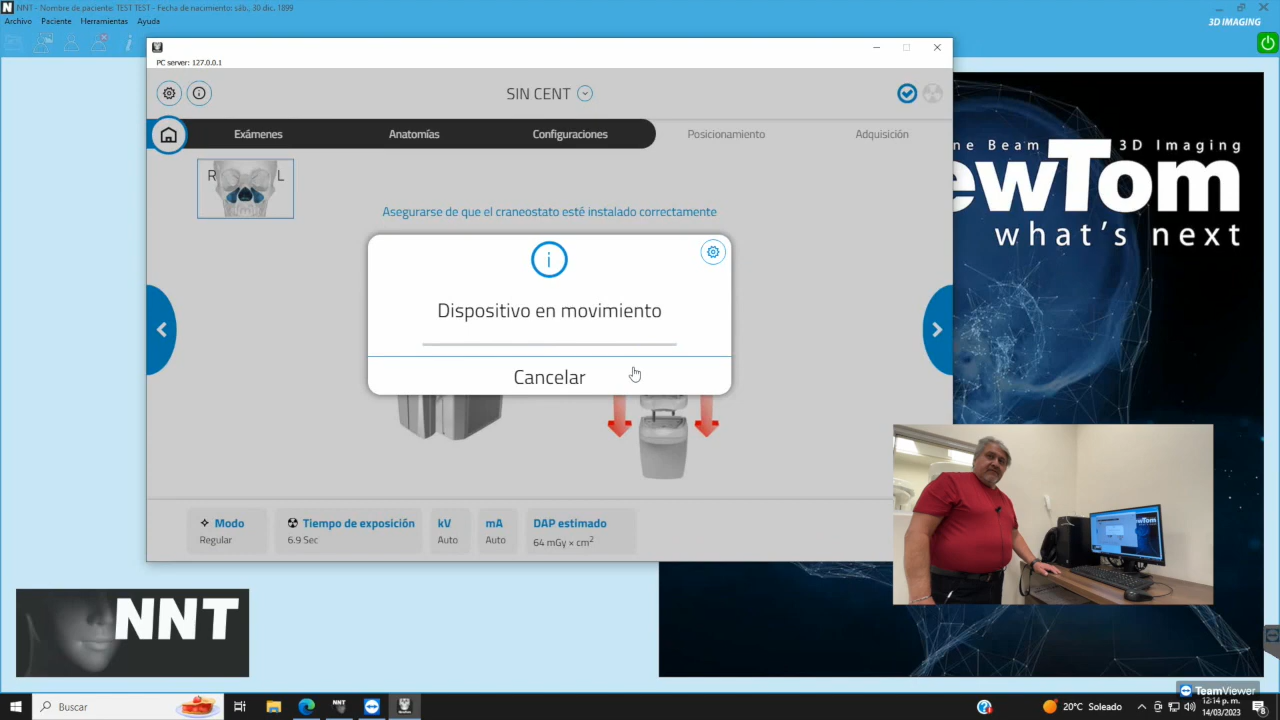 NNT - Nombre de paciente: TEST TEST - Fecha de nacimiento: sáb., 30 dic. 1899
Archivo Paciente Herramientas Ayuda
3D IMAGING
PC server: 127.0.0.1
SIN CENT
Exámenes Anatomías Configuraciones Posicionamiento Adquisición
R L
Asegurarse de que el craneostato esté instalado correctamente
Dispositivo en movimiento
Cancelar
ne Beam 3D Imaging
ewTom
what's next
Modo
Regular
Tiempo de exposición
6.9 Sec
kV
Auto
mA
Auto
DAP estimado
64 mGy × cm²
NNT
TeamViewer
Buscar
NNT
20°C Soleado
12:14 p. m.
14/03/2023
8